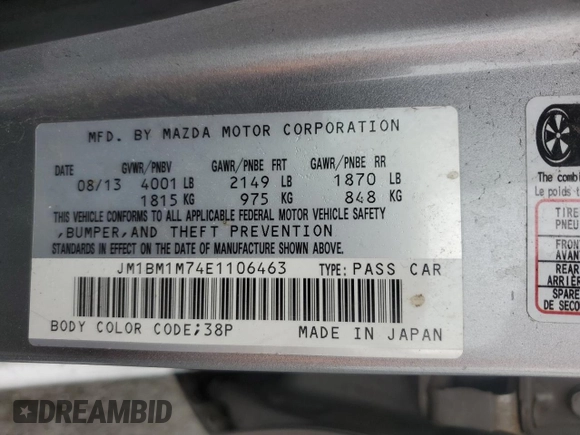 MFD. BY MAZDA MOTOR CORPORATION
DATE GVWR/PNBV GAWR/PNBE FRT GAWR/PNBE RR
08/13 4001 LB 2149 LB 1870 LB
1815 KG 975 KG 848 KG
THIS VEHICLE CONFORMS TO ALL APPLICABLE FEDERAL MOTOR VEHICLE SAFETY
,BUMPER,AND THEFT PREVENTION
STANDARDS IN EFFECT ON THE DATE OF MANUFACTURE SHOWN ABOVE.
JM1BM1M74E1106463 TYPE: PASS CAR
BODY COLOR CODE;38P MADE IN JAPAN
The comb
Le poids t
TIRE
PNEU
FRON
AVANT
REAR
ARRIÈR
SPARE
DE SECO
DREAMBID